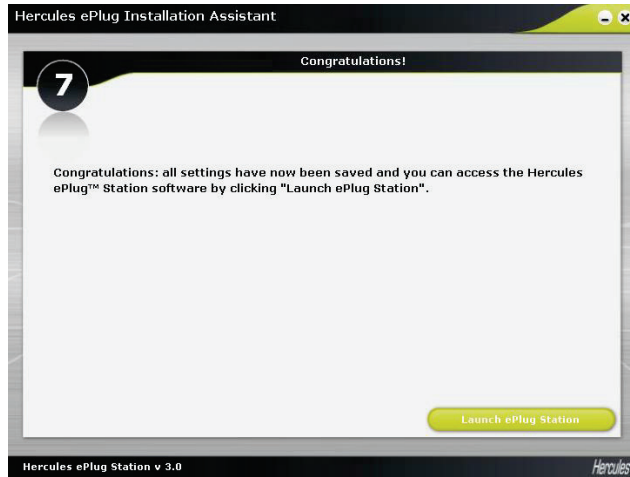 Hercules ePlug Installation Assistant
Congratulations!
7
Congratulations: all settings have now been saved and you can access the Hercules
ePlug™ Station software by clicking "Launch ePlug Station".
Launch ePlug Station
Hercules ePlug Station v 3.0
Hercules